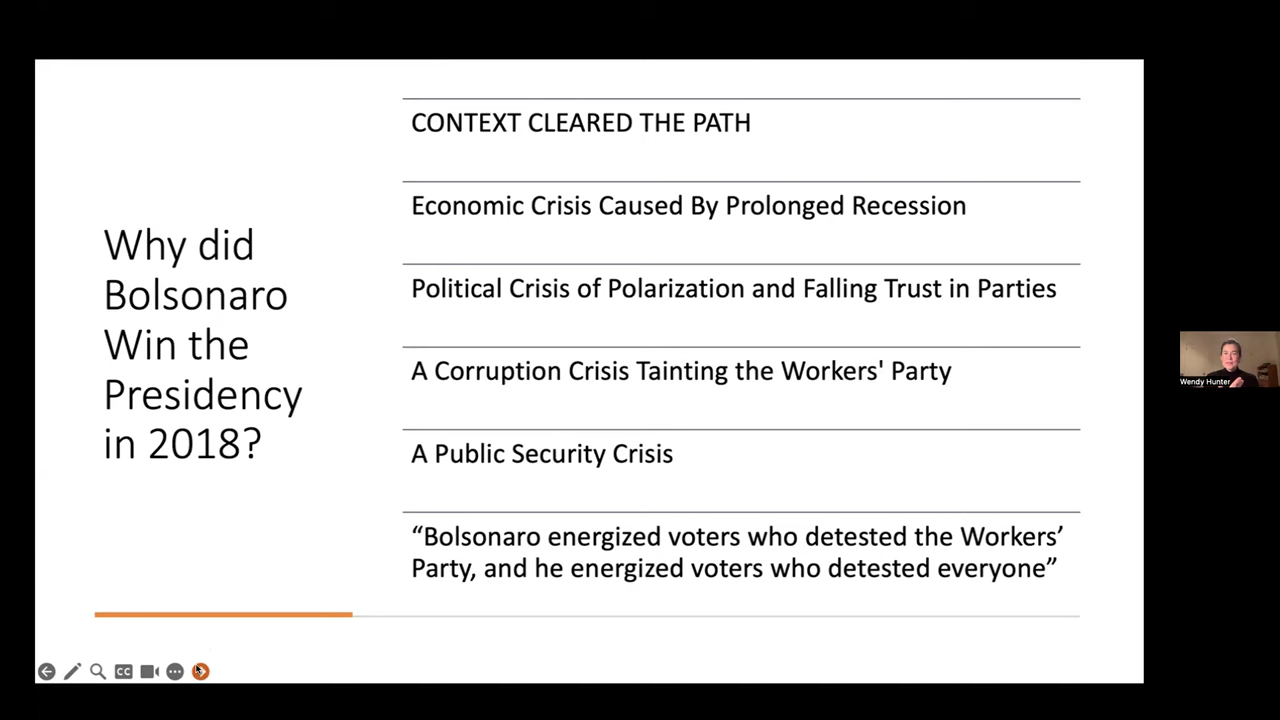 Why did
Bolsonaro
Win the
Presidency
in 2018?
CONTEXT CLEARED THE PATH
Economic Crisis Caused By Prolonged Recession
Political Crisis of Polarization and Falling Trust in Parties
A Corruption Crisis Tainting the Workers' Party
A Public Security Crisis
“Bolsonaro energized voters who detested the Workers’
Party, and he energized voters who detested everyone”
CC
Wendy Hunter